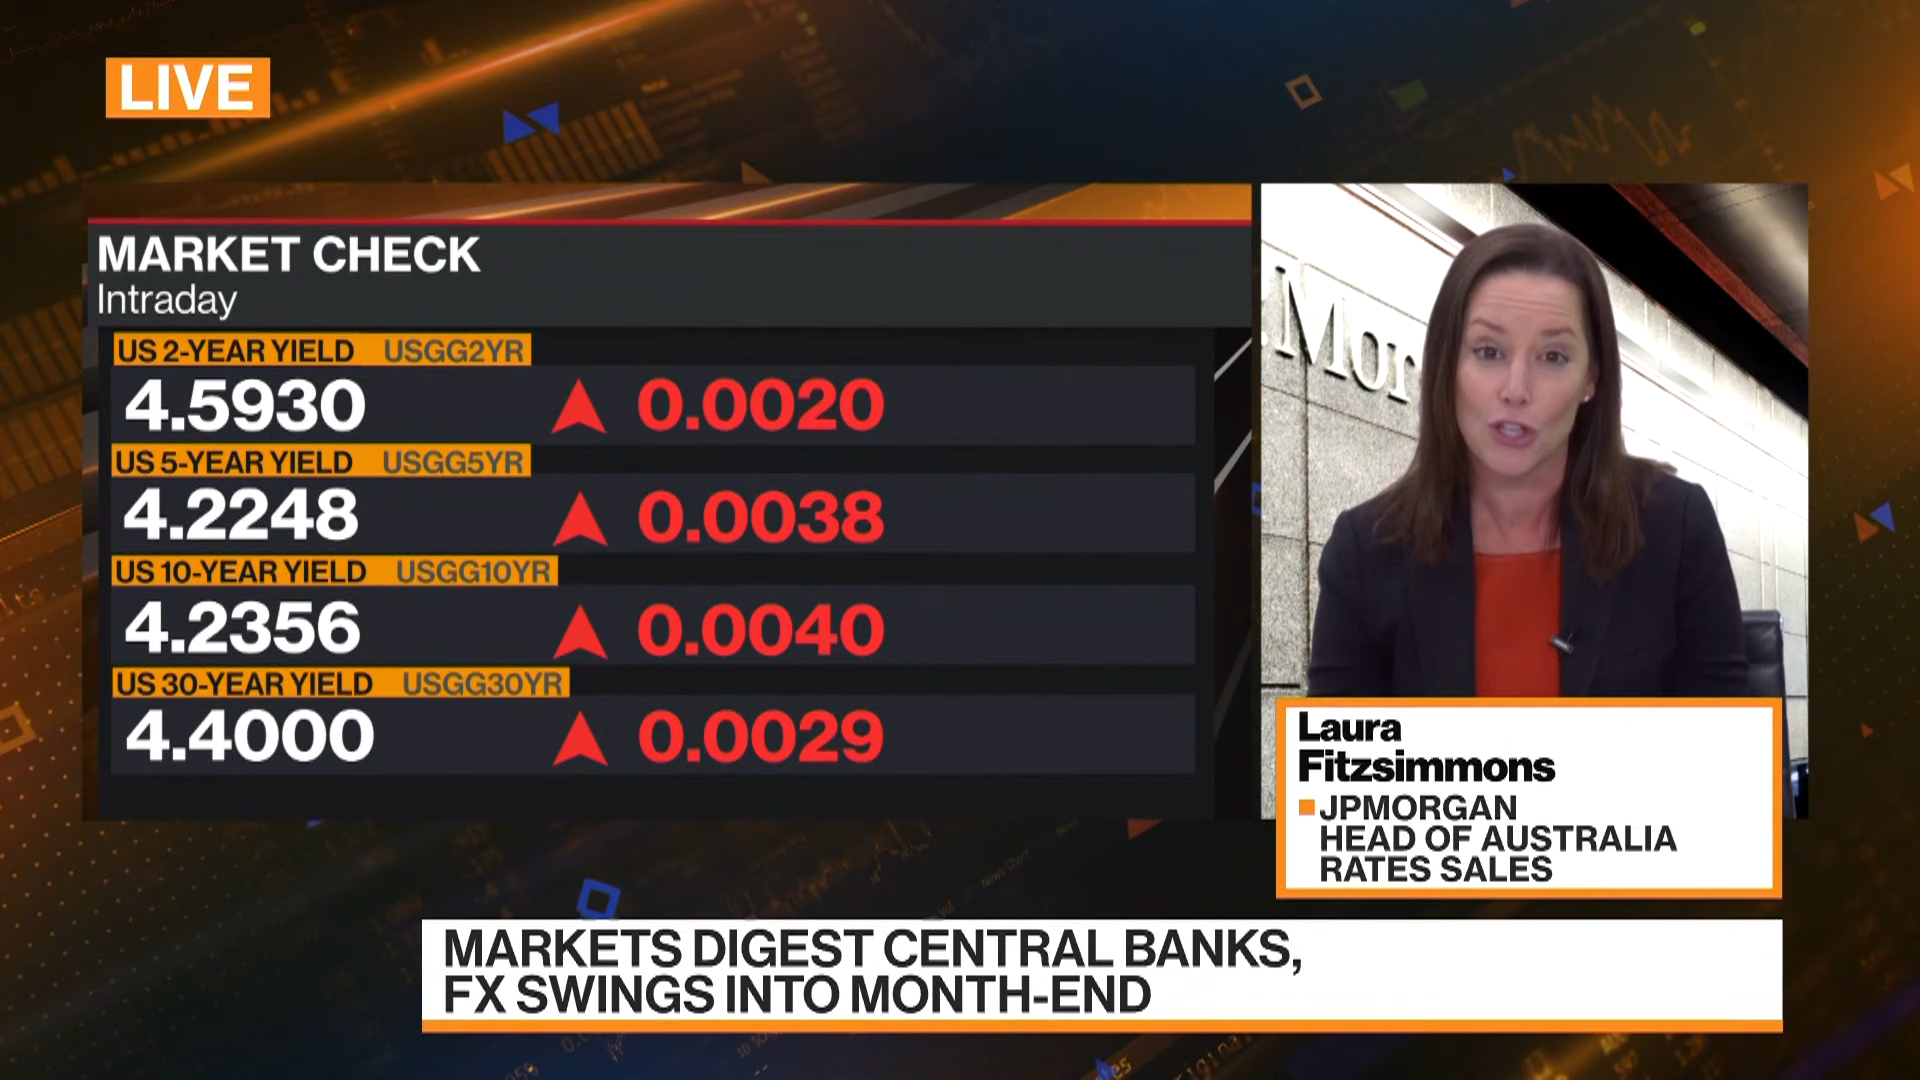 LIVE
MARKET CHECK
Intraday
US 2-YEAR YIELD USGG2YR
4.5930 ▲ 0.0020
US 5-YEAR YIELD USGG5YR
4.2248 ▲ 0.0038
US 10-YEAR YIELD USGG10YR
4.2356 ▲ 0.0040
US 30-YEAR YIELD USGG30YR
4.4000 ▲ 0.0029
.Mor
Laura
Fitzsimmons
JPMORGAN
HEAD OF AUSTRALIA
RATES SALES
MARKETS DIGEST CENTRAL BANKS,
FX SWINGS INTO MONTH-END